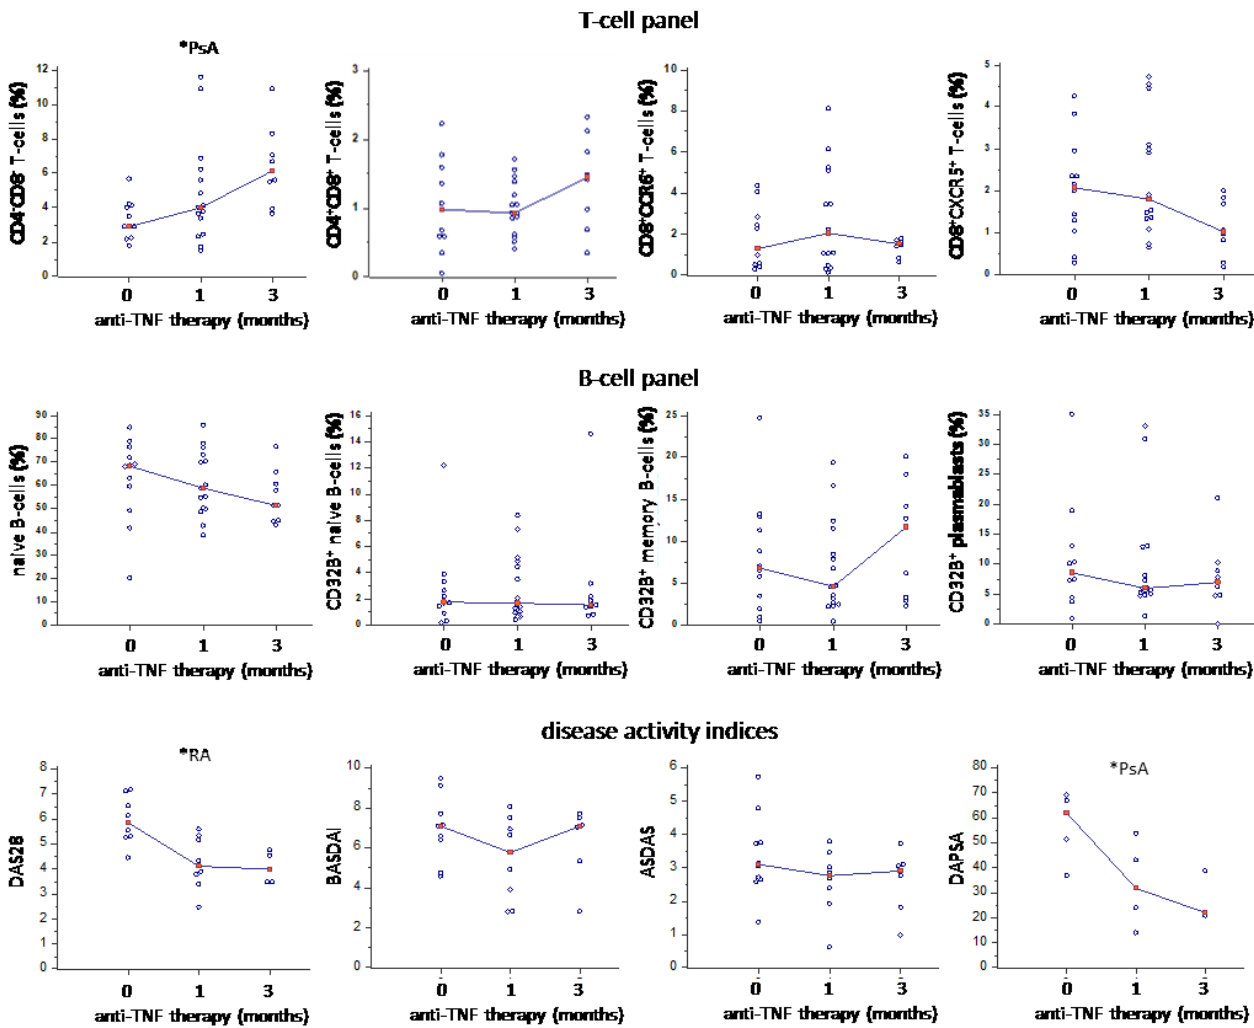 T-cell panel
*PsA
CD4⁻CD8⁻ T-cells (%)
12
10
8
6
4
2
0
0 1 3
anti-TNF therapy (months)
CD4⁺CD8⁺ T-cells (%)
3
2
1
0
0 1 3
anti-TNF therapy (months)
CD8⁺CCR6⁺ T-cells (%)
10
8
6
4
2
0
0 1 3
anti-TNF therapy (months)
CD8⁺CXCR5⁺ T-cells (%)
5
4
3
2
1
0
0 1 3
anti-TNF therapy (months)
B-cell panel
naive B-cells (%)
90
80
70
60
50
40
30
20
10
0
0 1 3
anti-TNF therapy (months)
CD32B⁺ naive B-cells (%)
16
14
12
10
8
6
4
2
0
0 1 3
anti-TNF therapy (months)
CD32B⁺ memory B-cells (%)
25
20
15
10
5
0
0 1 3
anti-TNF therapy (months)
CD32B⁺ plasmablasts (%)
35
30
25
20
15
10
5
0
0 1 3
anti-TNF therapy (months)
disease activity indices
*RA
DAS28
8
7
6
5
4
3
2
1
0
0 1 3
anti-TNF therapy (months)
BASDAI
10
8
6
4
2
0
0 1 3
anti-TNF therapy (months)
ASDAS
6
5
4
3
2
1
0
0 1 3
anti-TNF therapy (months)
*PsA
DAPSA
80
70
60
50
40
30
20
10
0
0 1 3
anti-TNF therapy (months)